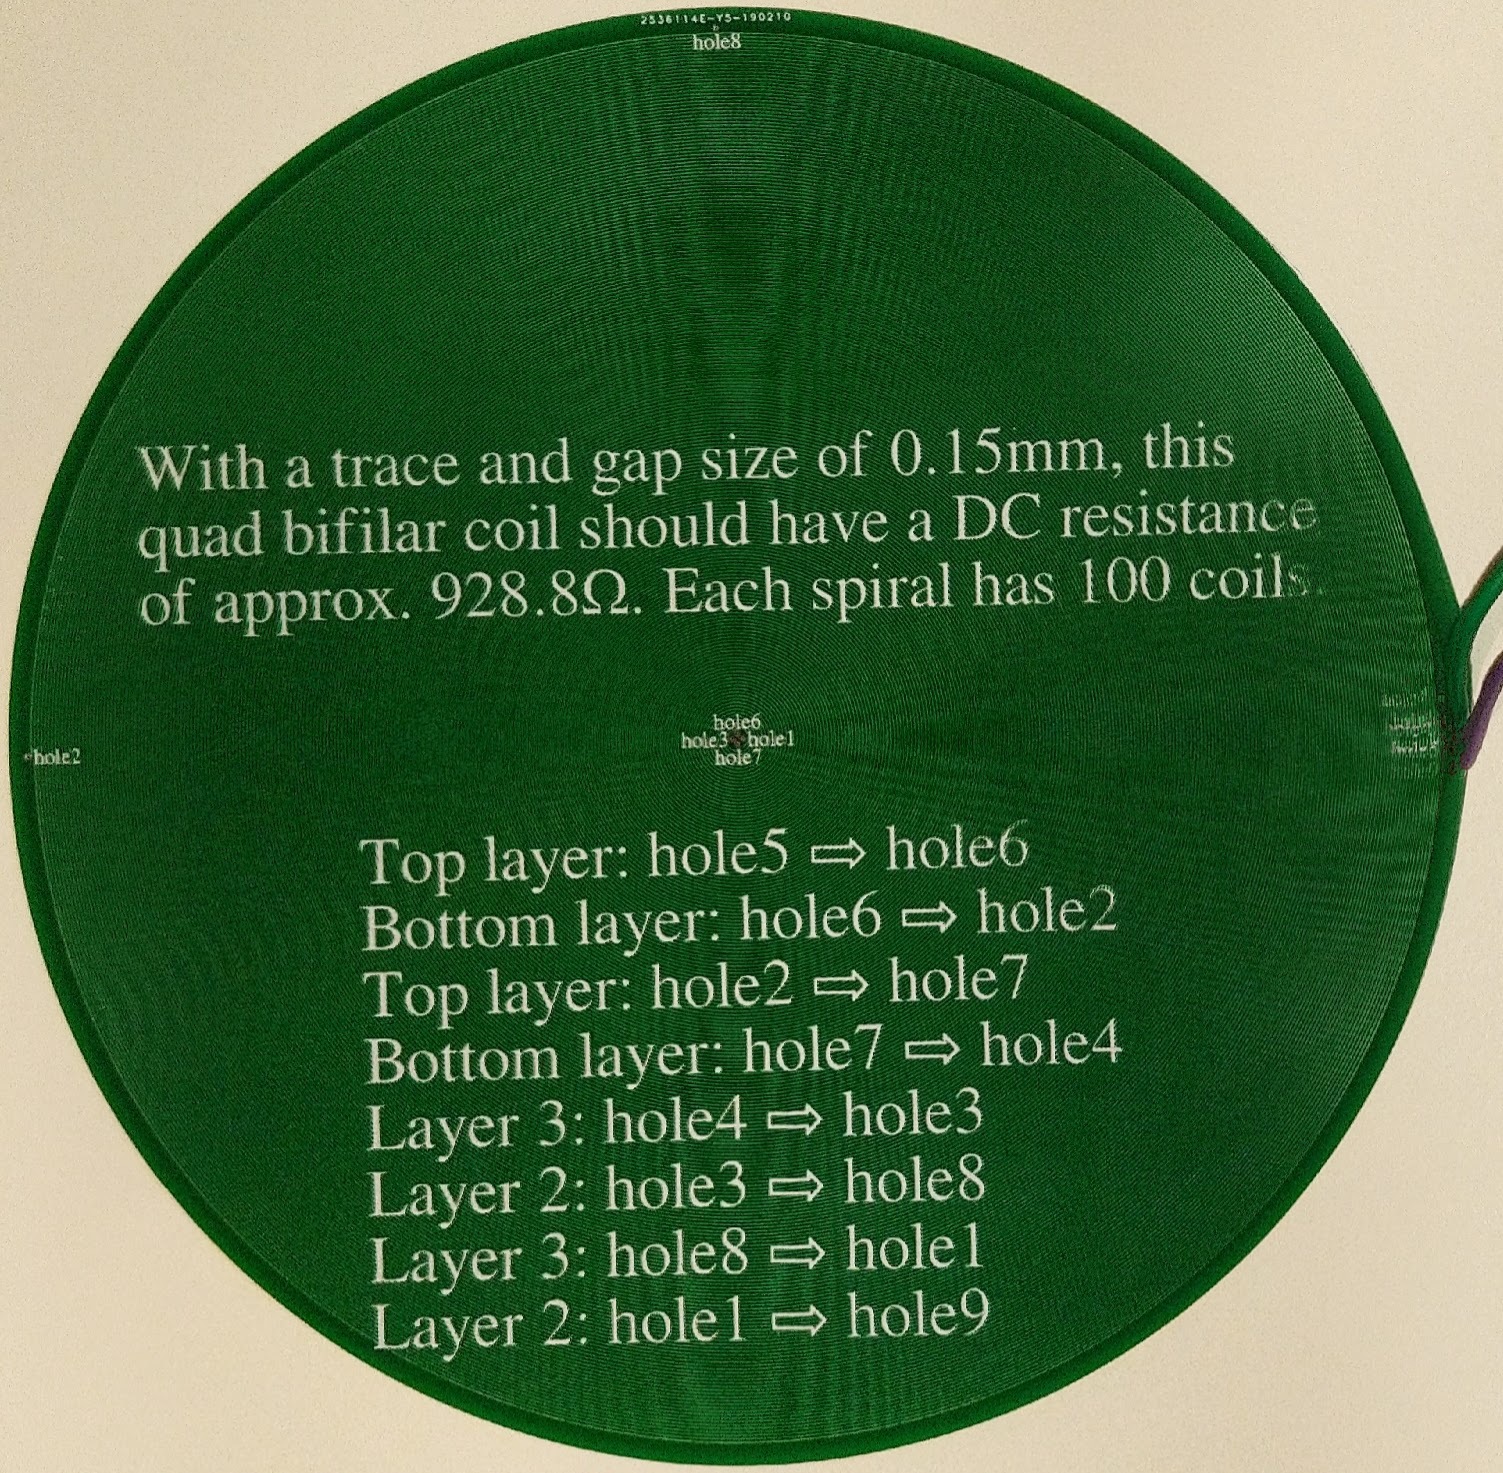 2536114E-Y5-190210
hole8
With a trace and gap size of 0.15mm, this
quad bifilar coil should have a DC resistance
of approx. 928.8Ω. Each spiral has 100 coils.
hole6
hole3 hole1
hole7
hole2
Top layer: hole5 ⇨ hole6
Bottom layer: hole6 ⇨ hole2
Top layer: hole2 ⇨ hole7
Bottom layer: hole7 ⇨ hole4
Layer 3: hole4 ⇨ hole3
Layer 2: hole3 ⇨ hole8
Layer 3: hole8 ⇨ hole1
Layer 2: hole1 ⇨ hole9